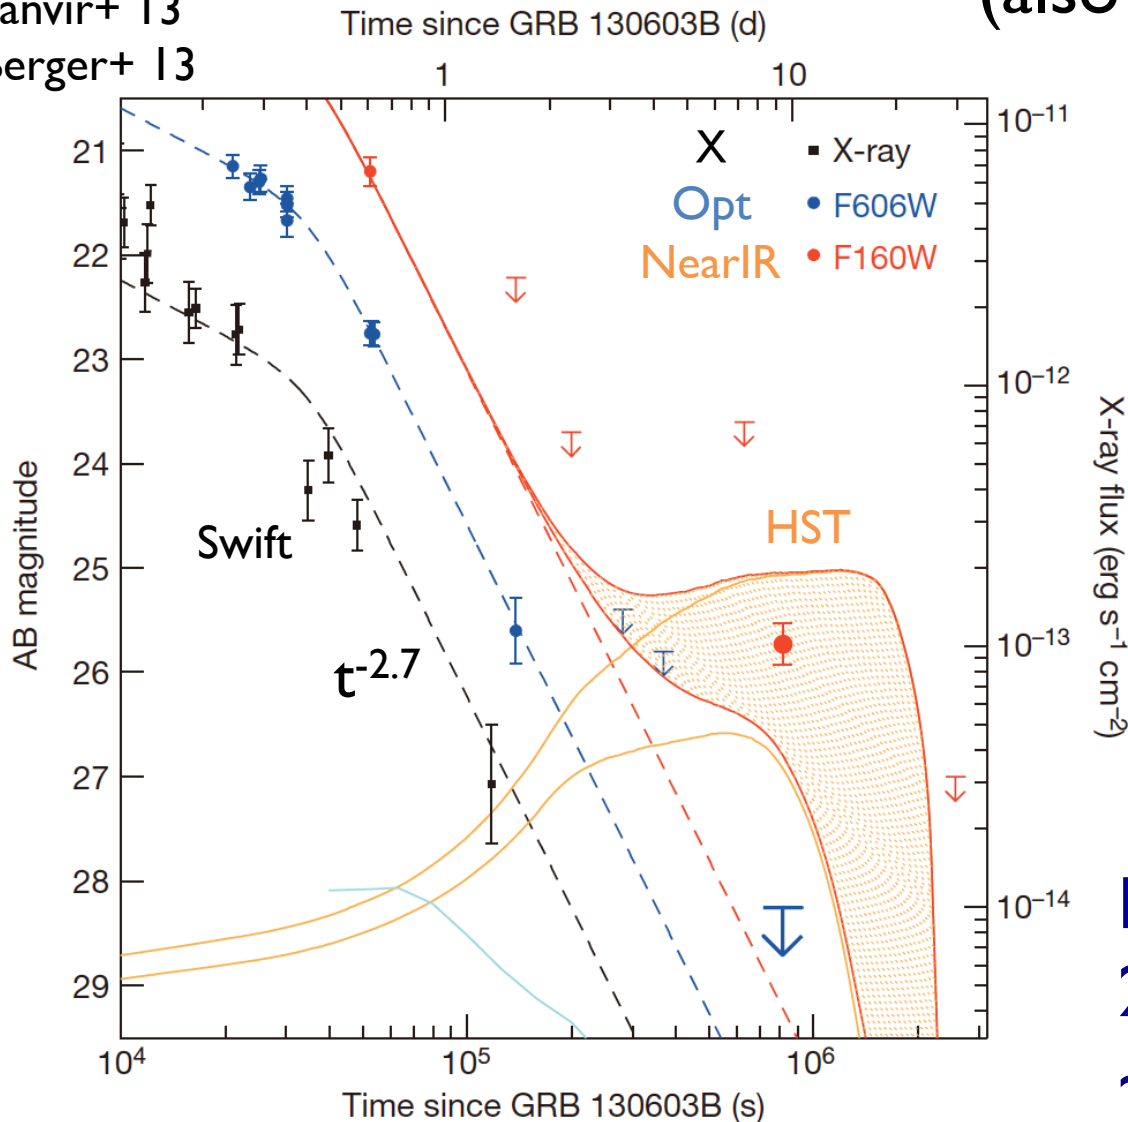 anvir+ 13
erger+ 13
(also
Time since GRB 130603B (d)
1 10
X
Opt
NearIR
X-ray
F606W
F160W
HST
Swift
t-2.7
AB magnitude
21
22
23
24
25
26
27
28
29
X-ray flux (erg s–1 cm–2)
10–11
10–12
10–13
10–14
10⁴ 10⁵ 10⁶
Time since GRB 130603B (s)